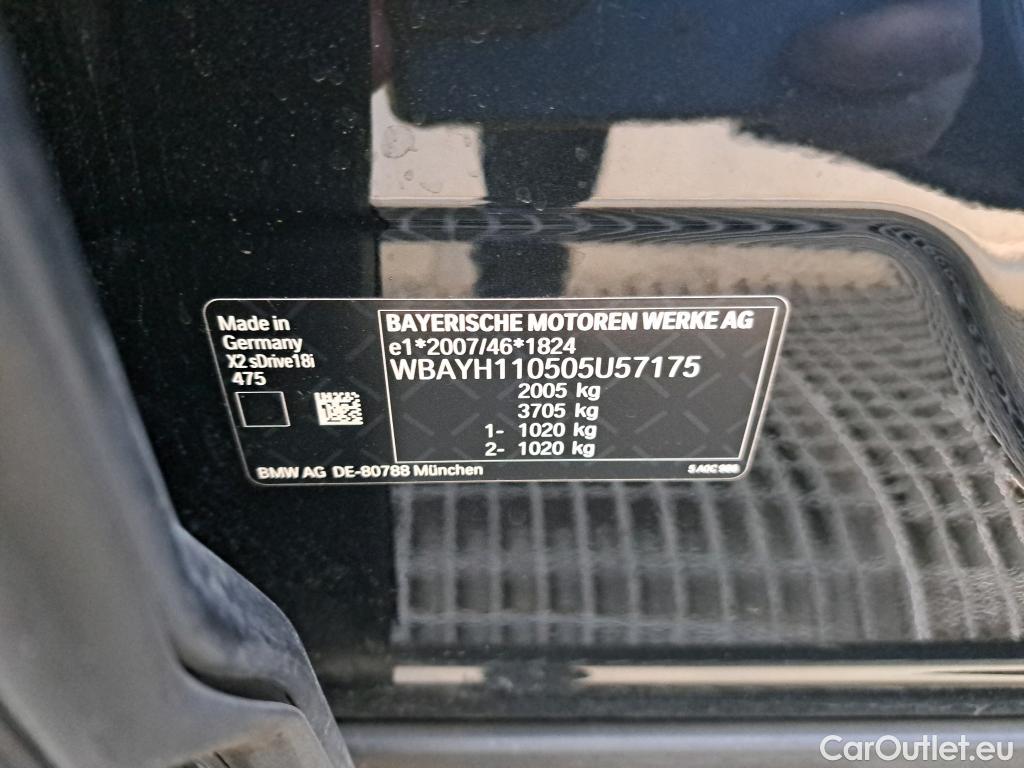 Made in
Germany
X2 sDrive18i
475
BAYERISCHE MOTOREN WERKE AG
e1*2007/46*1824
WBAYH110505U57175
2005 kg
3705 kg
1- 1020 kg
2- 1020 kg
BMW AG DE-80788 München
CarOutlet.eu